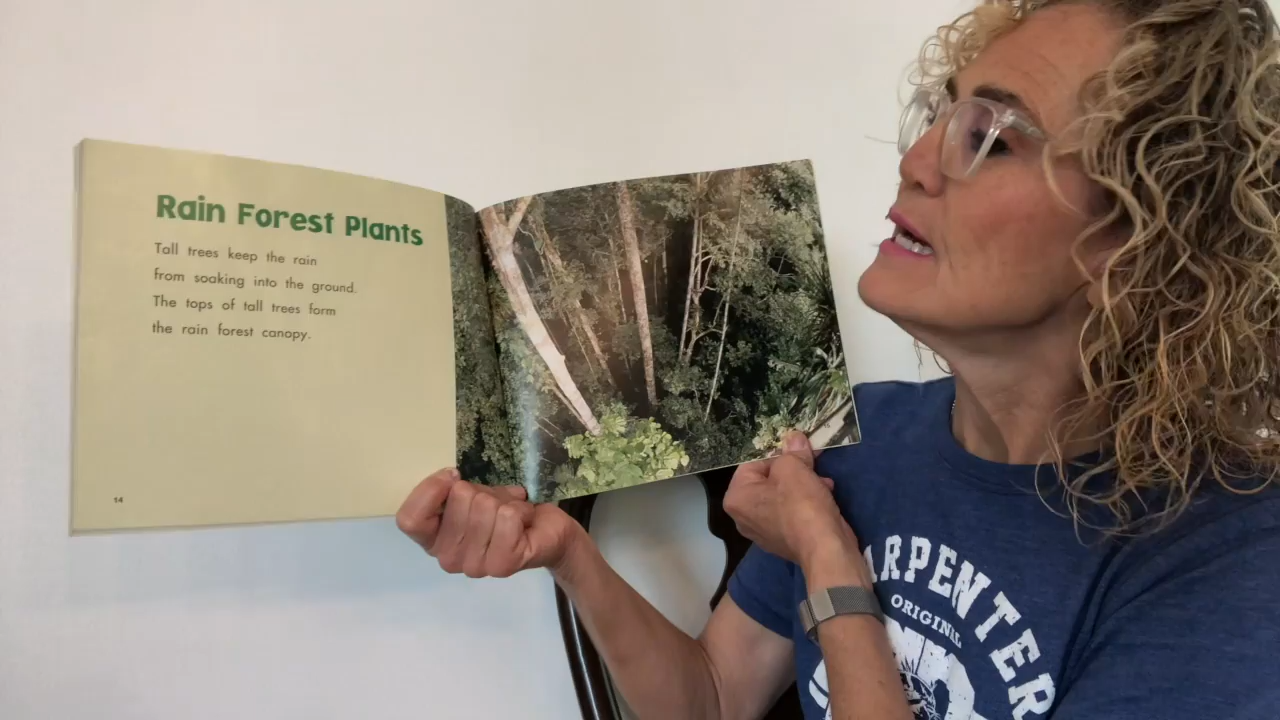 Rain Forest Plants
Tall trees keep the rain
from soaking into the ground.
The tops of tall trees form
the rain forest canopy.
14
ARPENTER
ORIGINAL